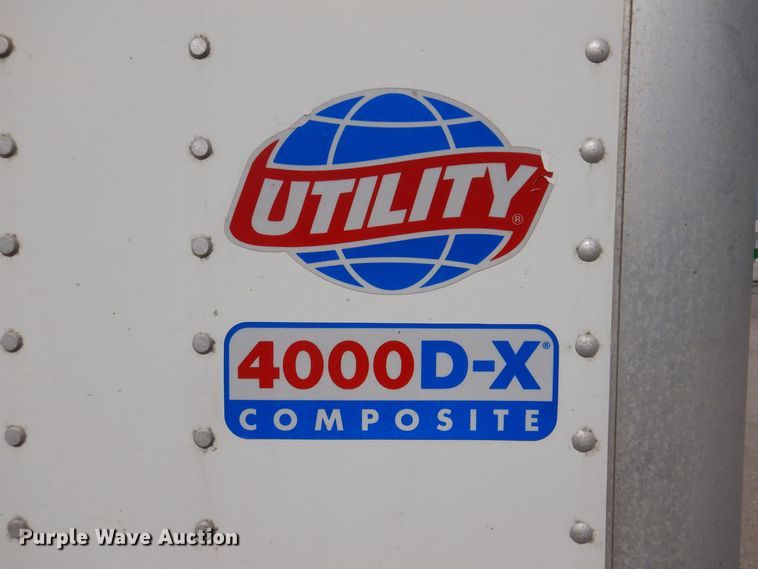 UTILITY®
4000D-X®
COMPOSITE
Purple Wave Auction